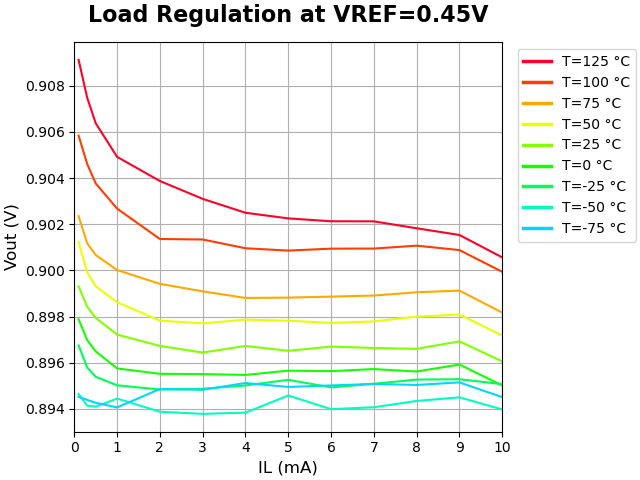 Load Regulation at VREF=0.45V
Vout (V)
0.908
0.906
0.904
0.902
0.900
0.898
0.896
0.894
0 1 2 3 4 5 6 7 8 9 10
IL (mA)
T=125 °C
T=100 °C
T=75 °C
T=50 °C
T=25 °C
T=0 °C
T=-25 °C
T=-50 °C
T=-75 °C